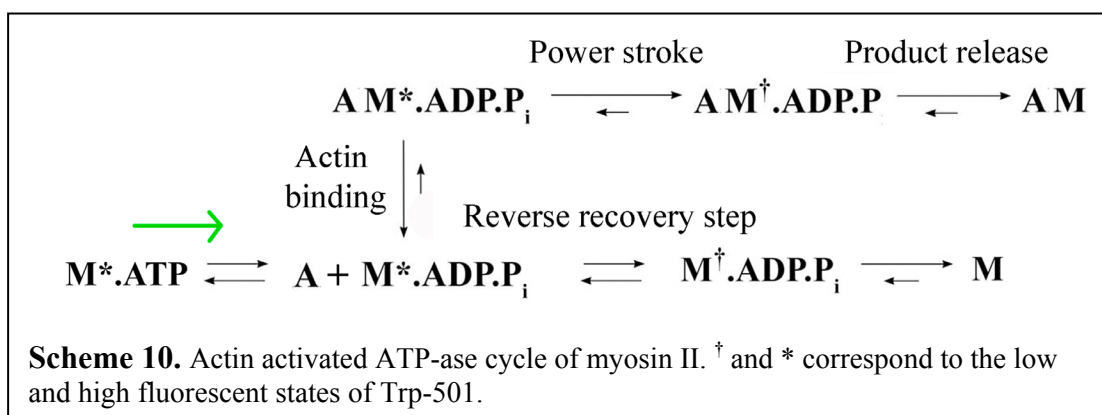 Power stroke Product release
A M*.ADP.Pi A M†.ADP.P A M
Actin
binding
Reverse recovery step
M*.ATP A + M*.ADP.Pi M†.ADP.Pi M
Scheme 10. Actin activated ATP-ase cycle of myosin II. † and * correspond to the low
and high fluorescent states of Trp-501.